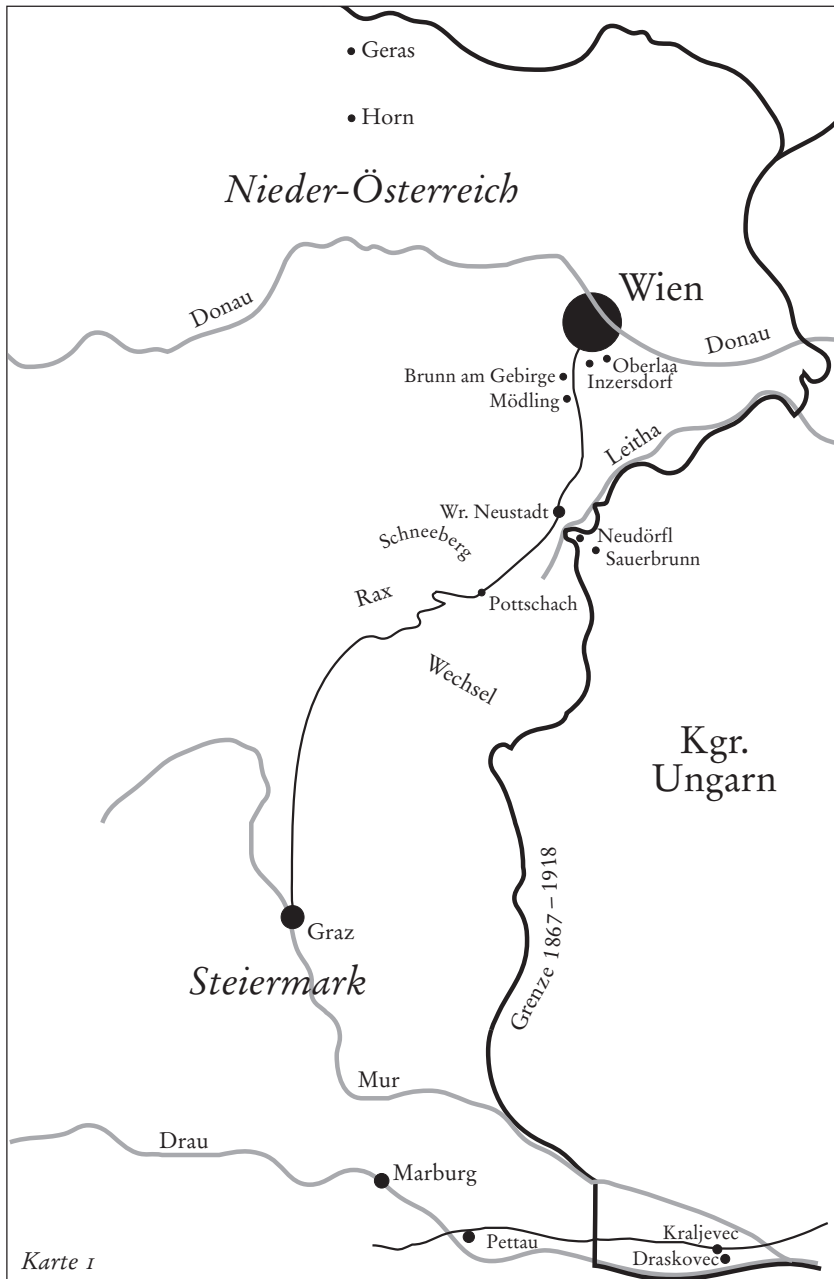 Geras
Horn
Nieder-Österreich
Wien
Donau
Donau
Oberlaa
Brunn am Gebirge
Inzersdorf
Mödling
Leitha
Wr. Neustadt
Schneeberg
Neudörfl
Sauerbrunn
Rax
Pottschach
Wechsel
Kgr.
Ungarn
Grenze 1867–1918
Graz
Steiermark
Mur
Drau
Marburg
Kraljevec
Pettau
Draskovec
Karte 1